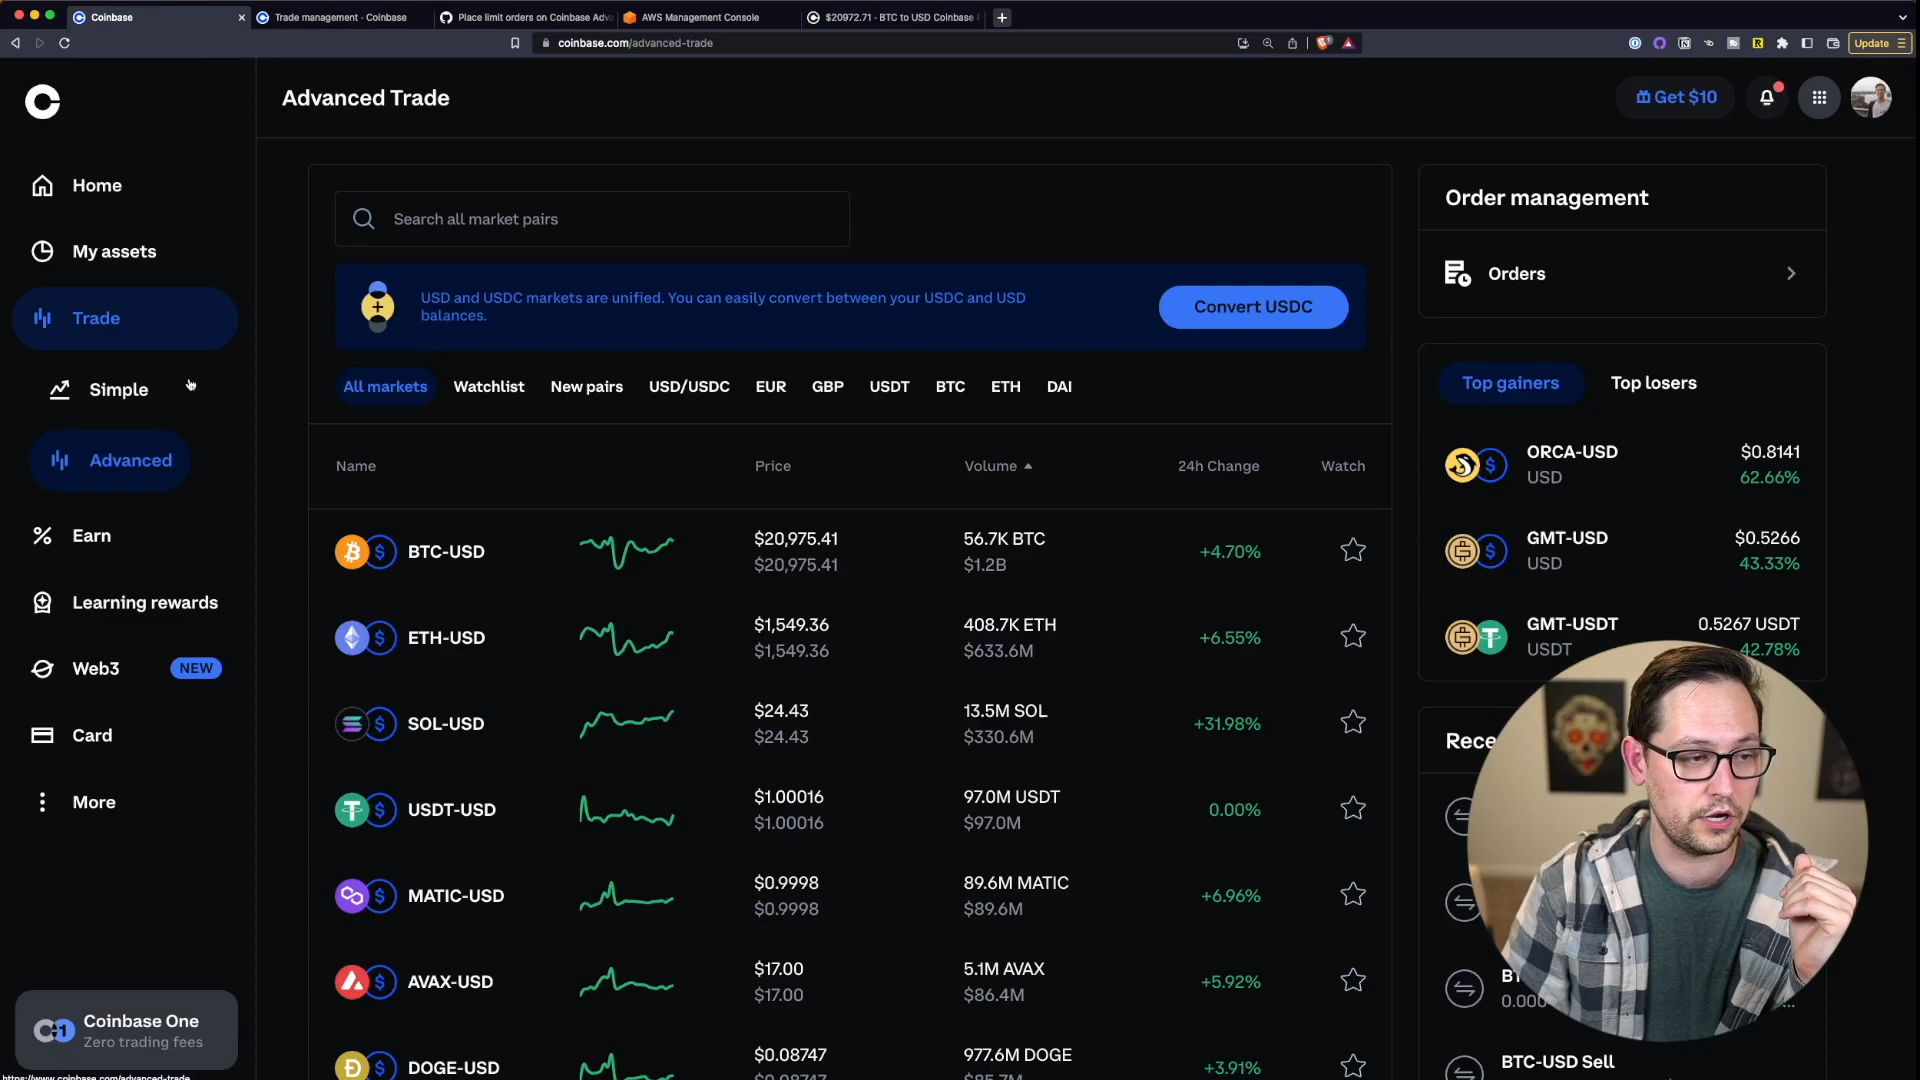 Coinbase
Trade management - Coinbase
Place limit orders on Coinbase Adv
AWS Management Console
$20972.71 - BTC to USD Coinbase
coinbase.com/advanced-trade
Update
Advanced Trade
Get $10
Home
My assets
Trade
Simple
Advanced
Earn
Learning rewards
Web3
NEW
Card
More
Coinbase One
Zero trading fees
https://www.coinbase.com/advanced-trade
Search all market pairs
USD and USDC markets are unified. You can easily convert between your USDC and USD
balances.
Convert USDC
All markets Watchlist New pairs USD/USDC EUR GBP USDT BTC ETH DAI
Name Price Volume 24h Change Watch
BTC-USD $20,975.41 56.7K BTC +4.70%
$20,975.41 $1.2B
ETH-USD $1,549.36 408.7K ETH +6.55%
$1,549.36 $633.6M
SOL-USD $24.43 13.5M SOL +31.98%
$24.43 $330.6M
USDT-USD $1.00016 97.0M USDT 0.00%
$1.00016 $97.0M
MATIC-USD $0.9998 89.6M MATIC +6.96%
$0.9998 $89.6M
AVAX-USD $17.00 5.1M AVAX +5.92%
$17.00 $86.4M
DOGE-USD $0.08747 977.6M DOGE +3.91%
Order management
Orders
Top gainers Top losers
ORCA-USD $0.8141
USD 62.66%
GMT-USD $0.5266
USD 43.33%
GMT-USDT 0.5267 USDT
USDT 42.78%
BTC-USD Sell